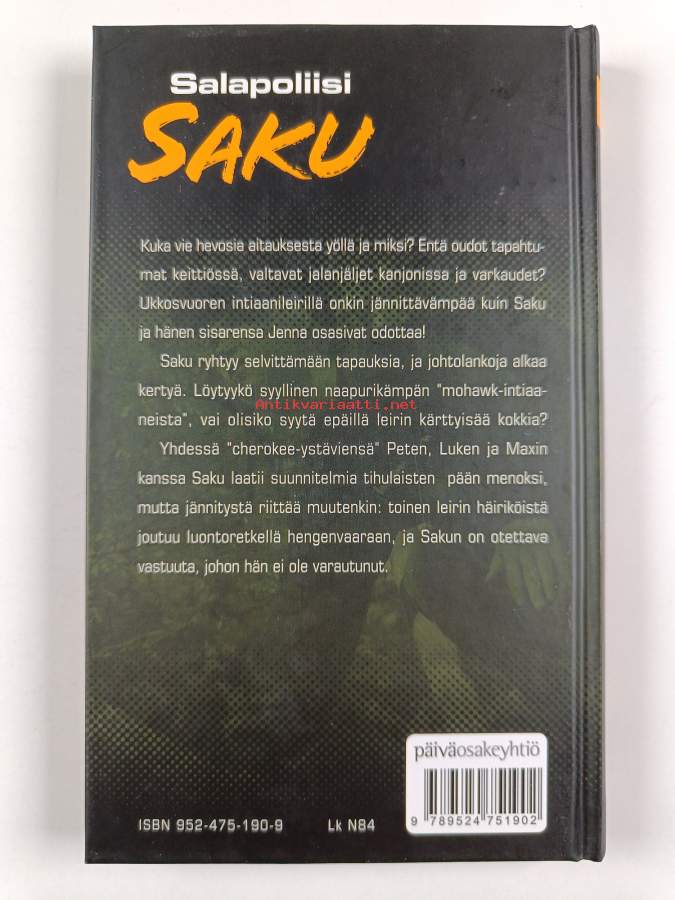 Salapoliisi
SAKU
Kuka vie hevosia aitauksesta yöllä ja miksi? Entä oudot tapahtu-
mat keittiössä, valtavat jalanjäljet kanjonissa ja varkaudet?
Ukkosvuoren intiaanileirillä onkin jännittävämpää kuin Saku
ja hänen sisarensa Jenna osasivat odottaa!
Saku ryhtyy selvittämään tapauksia, ja johtolankoja alkaa
kertyä. Löytyykö syyllinen naapurikämpän "mohawk-intiaa-
Antikvariaatti.net
neista", vai olisiko syytä epäillä leirin kärttyisää kokkia?
Yhdessä "cherokee-ystäviensä" Peten, Luken ja Maxin
kanssa Saku laatii suunnitelmia tihulaisten pään menoksi,
mutta jännitystä riittää muutenkin: toinen leirin häiriköistä
joutuu luontoretkellä hengenvaaraan, ja Sakun on otettava
vastuuta, johon hän ei ole varautunut.
päiväosakeyhtiö
9 789524 751902
ISBN 952-475-190-9 Lk N84